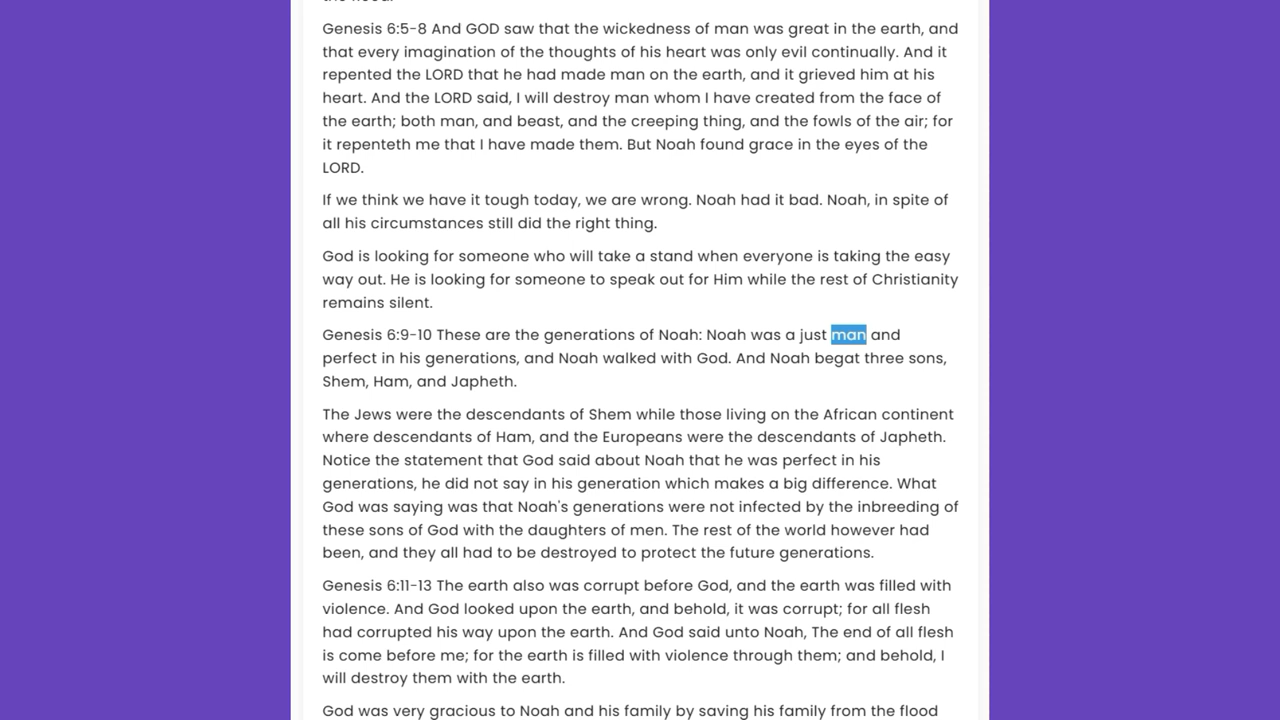 Genesis 6:5-8 And GOD saw that the wickedness of man was great in the earth, and
that every imagination of the thoughts of his heart was only evil continually. And it
repented the LORD that he had made man on the earth, and it grieved him at his
heart. And the LORD said, I will destroy man whom I have created from the face of
the earth; both man, and beast, and the creeping thing, and the fowls of the air; for
it repenteth me that I have made them. But Noah found grace in the eyes of the
LORD.
If we think we have it tough today, we are wrong. Noah had it bad. Noah, in spite of
all his circumstances still did the right thing.
God is looking for someone who will take a stand when everyone is taking the easy
way out. He is looking for someone to speak out for Him while the rest of Christianity
remains silent.
Genesis 6:9-10 These are the generations of Noah: Noah was a just man and
perfect in his generations, and Noah walked with God. And Noah begat three sons,
Shem, Ham, and Japheth.
The Jews were the descendants of Shem while those living on the African continent
where descendants of Ham, and the Europeans were the descendants of Japheth.
Notice the statement that God said about Noah that he was perfect in his
generations, he did not say in his generation which makes a big difference. What
God was saying was that Noah's generations were not infected by the inbreeding of
these sons of God with the daughters of men. The rest of the world however had
been, and they all had to be destroyed to protect the future generations.
Genesis 6:11-13 The earth also was corrupt before God, and the earth was filled with
violence. And God looked upon the earth, and behold, it was corrupt; for all flesh
had corrupted his way upon the earth. And God said unto Noah, The end of all flesh
is come before me; for the earth is filled with violence through them; and behold, I
will destroy them with the earth.
God was very gracious to Noah and his family by saving his family from the flood